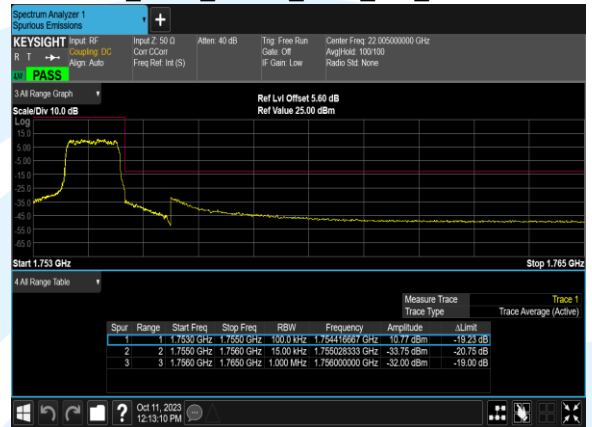 Spectrum Analyzer 1
Spurious Emissions
+
KEYSIGHT Input: RF Input Z: 50 Ω Atten: 40 dB Trig: Free Run Center Freq: 22.005000000 GHz
R T Coupling: DC Corr CCorr Gate: Off Avg|Hold: 100/100
Align: Auto Freq Ref: Int (S) IF Gain: Low Radio Std: None
PASS
3 All Range Graph
Ref Lvl Offset 5.60 dB
Scale/Div 10.0 dB Ref Value 25.00 dBm
Log
15.0
5.00
-5.00
-15.0
-25.0
-35.0
-45.0
-55.0
-65.0
Start 1.753 GHz Stop 1.765 GHz
4 All Range Table
Measure Trace Trace 1
Trace Type Trace Average (Active)
Spur Range Start Freq Stop Freq RBW Frequency Amplitude ΔLimit
1 1 1.7530 GHz 1.7550 GHz 100.0 kHz 1.754416667 GHz 10.77 dBm -19.23 dB
2 2 1.7550 GHz 1.7560 GHz 15.00 kHz 1.755028333 GHz -33.75 dBm -20.75 dB
3 3 1.7560 GHz 1.7650 GHz 1.000 MHz 1.756000000 GHz -32.00 dBm -19.00 dB
? Oct 11, 2023
12:13:10 PM